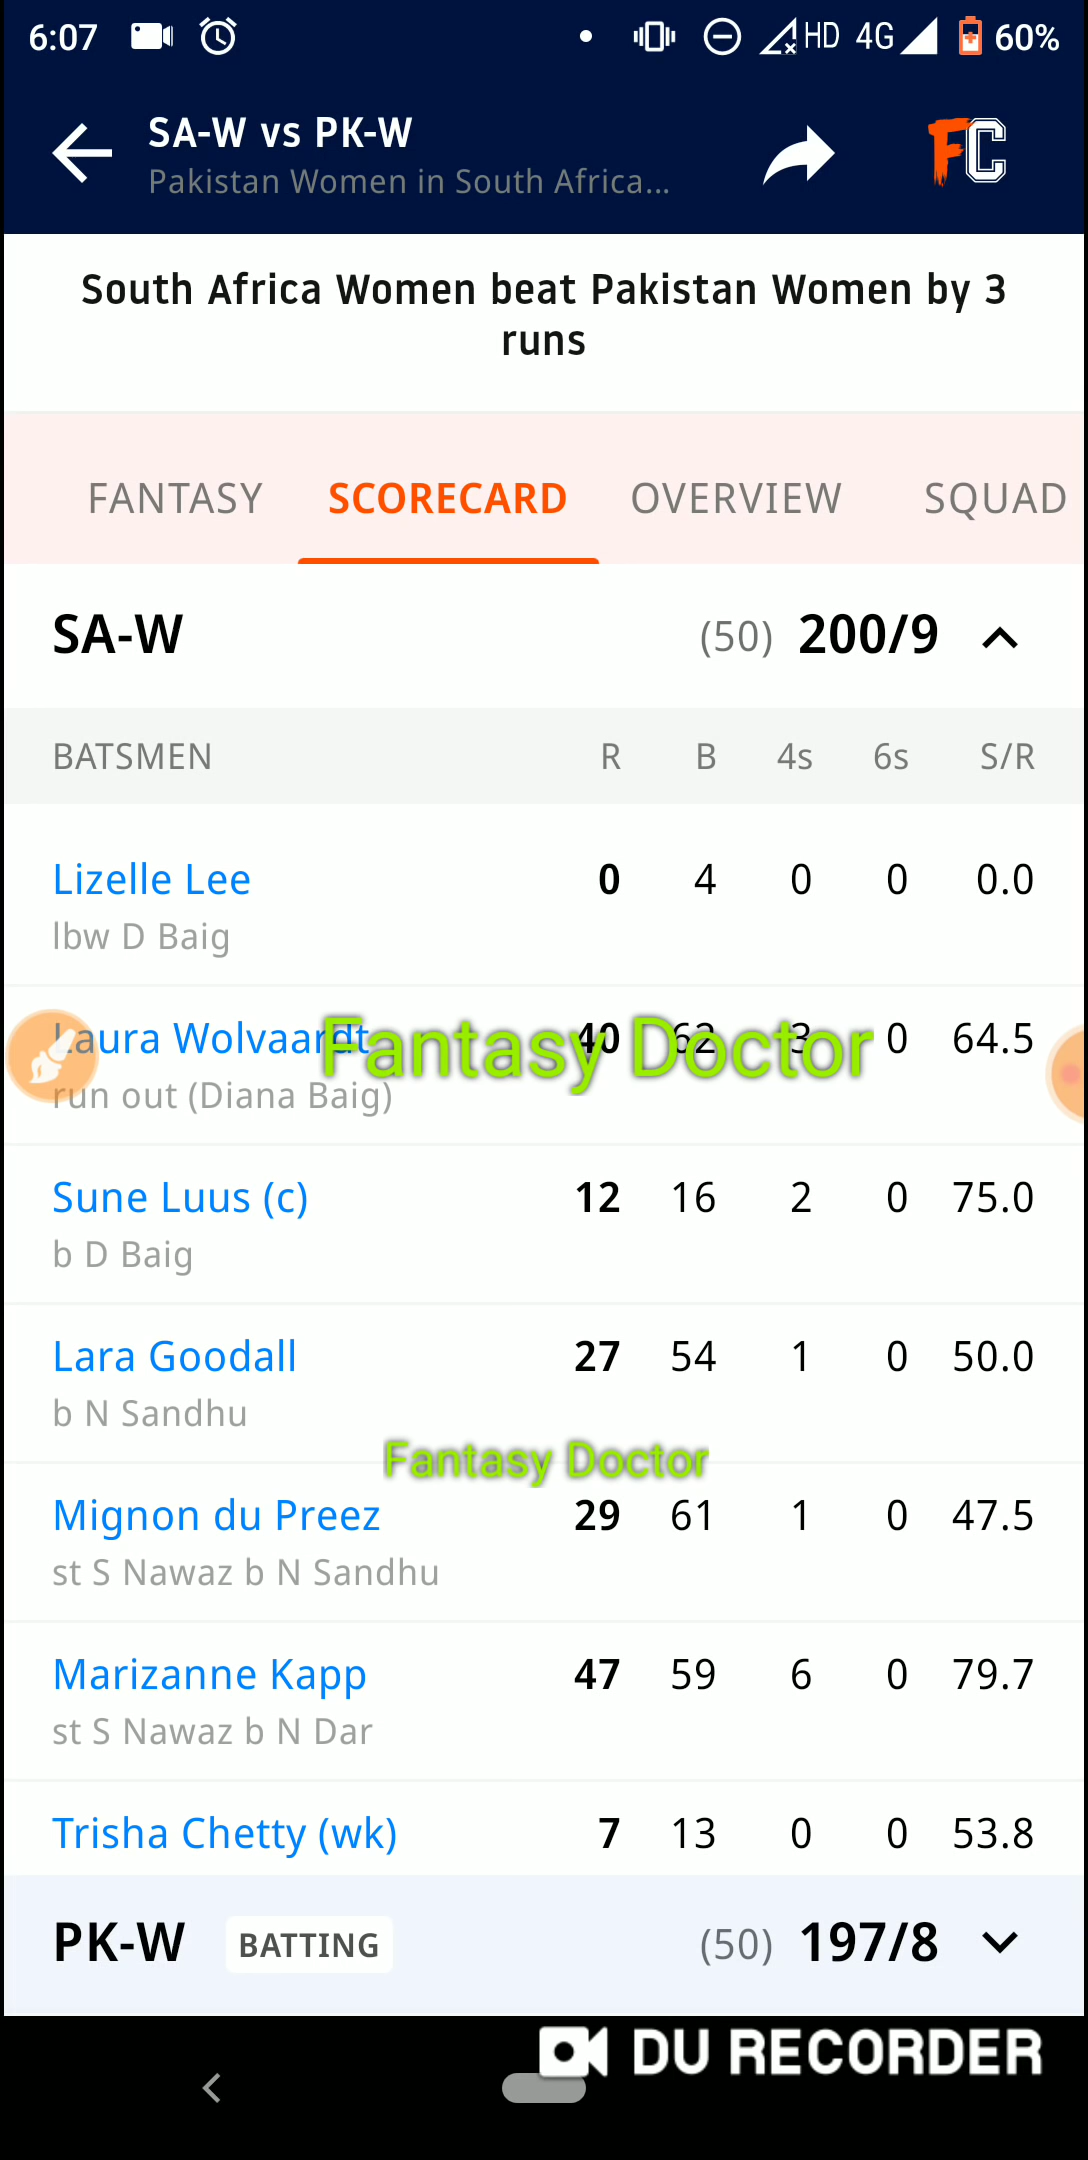 6:07 HD 4G 60%
SA-W vs PK-W
Pakistan Women in South Africa...
FC
South Africa Women beat Pakistan Women by 3
runs
FANTASY SCORECARD OVERVIEW SQUAD
SA-W (50) 200/9
BATSMEN R B 4s 6s S/R
Lizelle Lee 0 4 0 0 0.0
lbw D Baig
Laura Wolvaardt 40 62 3 0 64.5
Fantasy Doctor
run out (Diana Baig)
Sune Luus (c) 12 16 2 0 75.0
b D Baig
Lara Goodall 27 54 1 0 50.0
b N Sandhu
Fantasy Doctor
Mignon du Preez 29 61 1 0 47.5
st S Nawaz b N Sandhu
Marizanne Kapp 47 59 6 0 79.7
st S Nawaz b N Dar
Trisha Chetty (wk) 7 13 0 0 53.8
PK-W BATTING (50) 197/8
DU RECORDER